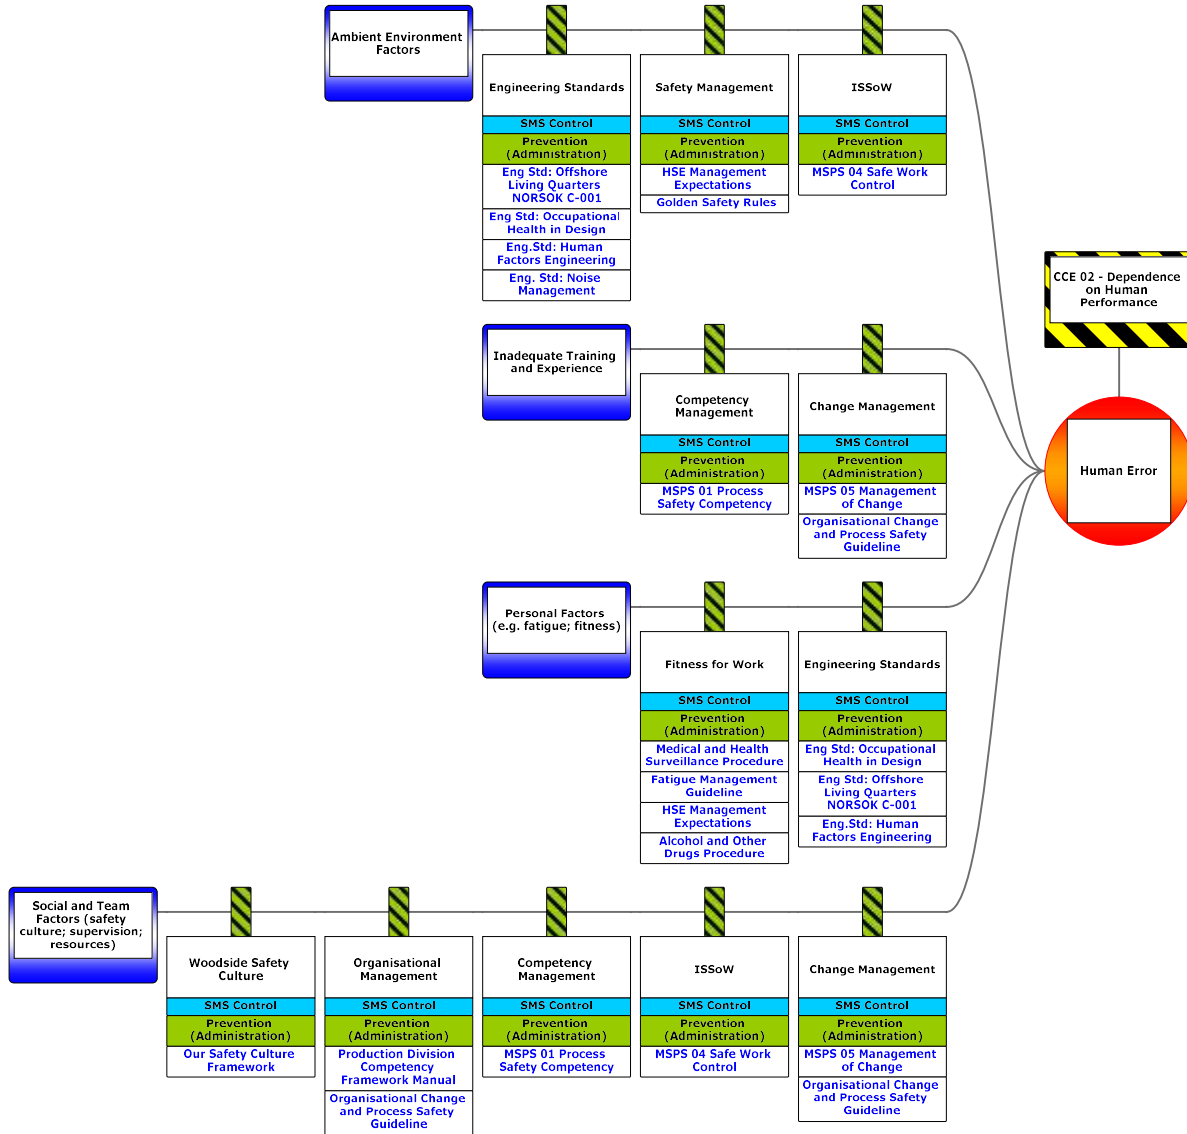 Ambient Environment
Factors
Engineering Standards
SMS Control
Prevention
(Administration)
Eng Std: Offshore
Living Quarters
NORSOK C-001
Eng Std: Occupational
Health in Design
Eng.Std: Human
Factors Engineering
Eng. Std: Noise
Management
Safety Management
SMS Control
Prevention
(Administration)
HSE Management
Expectations
Golden Safety Rules
ISSoW
SMS Control
Prevention
(Administration)
MSPS 04 Safe Work
Control
CCE 02 - Dependence
on Human
Performance
Human Error
Inadequate Training
and Experience
Competency
Management
SMS Control
Prevention
(Administration)
MSPS 01 Process
Safety Competency
Change Management
SMS Control
Prevention
(Administration)
MSPS 05 Management
of Change
Organisational Change
and Process Safety
Guideline
Personal Factors
(e.g. fatigue; fitness)
Fitness for Work
SMS Control
Prevention
(Administration)
Medical and Health
Surveillance Procedure
Fatigue Management
Guideline
HSE Management
Expectations
Alcohol and Other
Drugs Procedure
Engineering Standards
SMS Control
Prevention
(Administration)
Eng Std: Occupational
Health in Design
Eng Std: Offshore
Living Quarters
NORSOK C-001
Eng.Std: Human
Factors Engineering
Social and Team
Factors (safety
culture; supervision;
resources)
Woodside Safety
Culture
SMS Control
Prevention
(Administration)
Our Safety Culture
Framework
Organisational
Management
SMS Control
Prevention
(Administration)
Production Division
Competency
Framework Manual
Organisational Change
and Process Safety
Guideline
Competency
Management
SMS Control
Prevention
(Administration)
MSPS 01 Process
Safety Competency
ISSoW
SMS Control
Prevention
(Administration)
MSPS 04 Safe Work
Control
Change Management
SMS Control
Prevention
(Administration)
MSPS 05 Management
of Change
Organisational Change
and Process Safety
Guideline